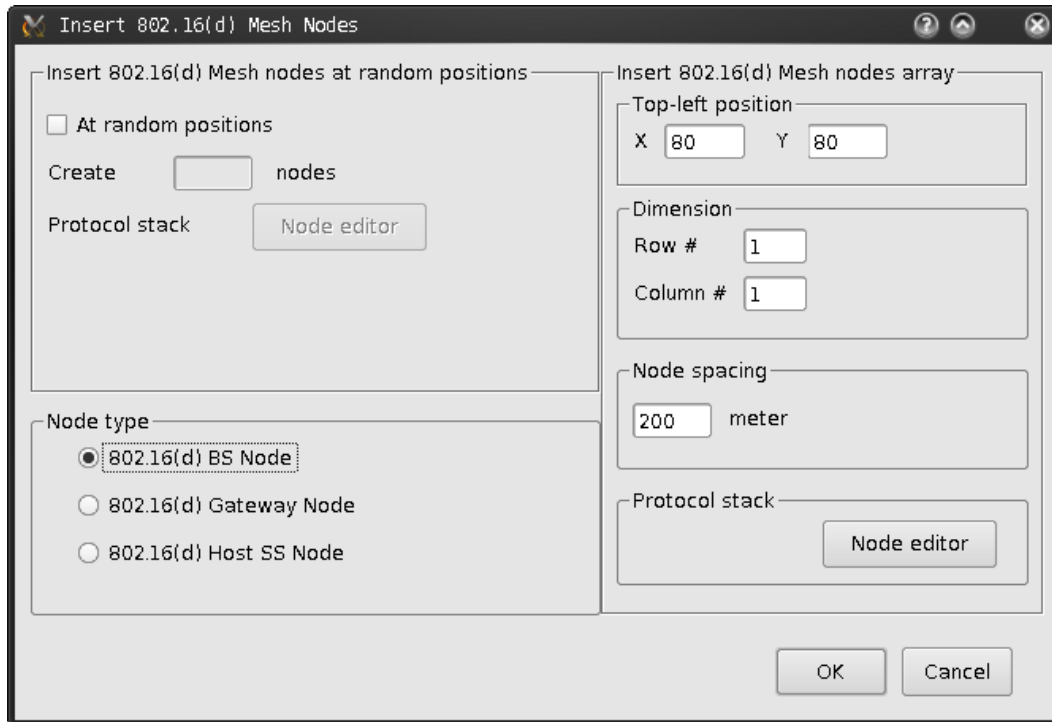 Insert 802.16(d) Mesh Nodes
Insert 802.16(d) Mesh nodes at random positions
At random positions
Create nodes
Protocol stack Node editor
Node type
802.16(d) BS Node
802.16(d) Gateway Node
802.16(d) Host SS Node
Insert 802.16(d) Mesh nodes array
Top-left position
X 80 Y 80
Dimension
Row # 1
Column # 1
Node spacing
200 meter
Protocol stack
Node editor
OK Cancel